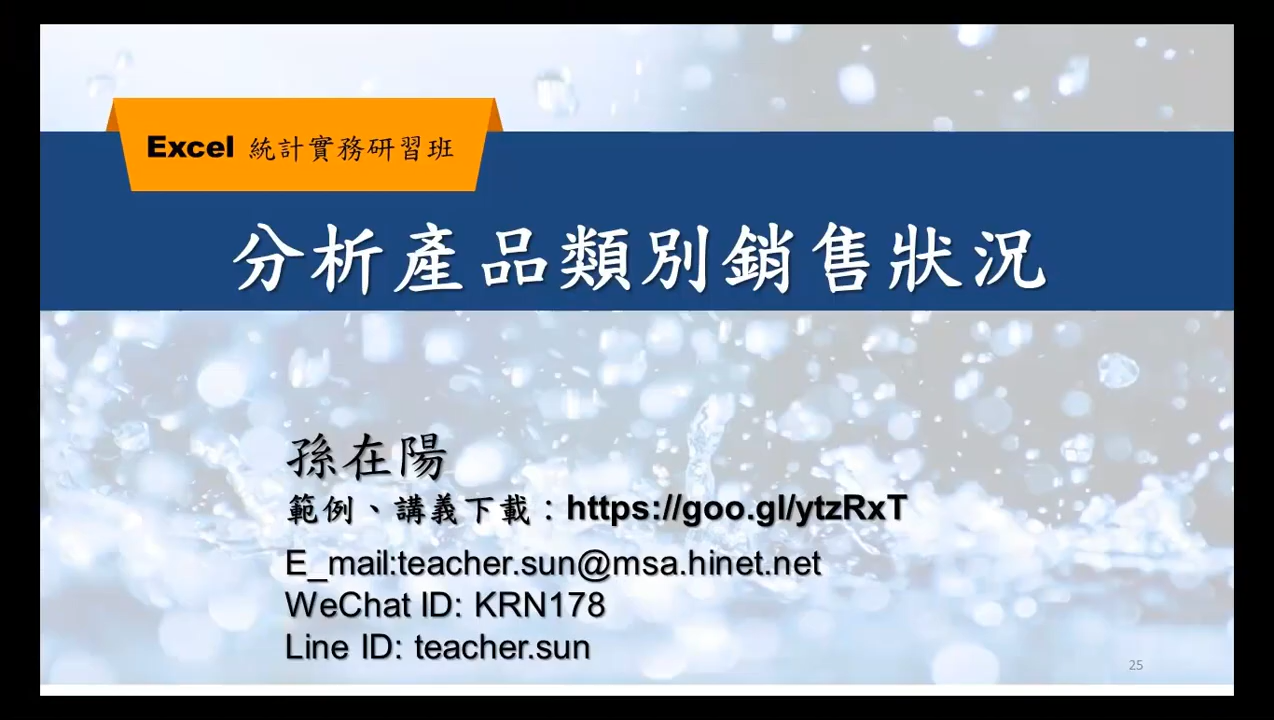 Excel 統計實務研習班
分析產品類別銷售狀況
孫在陽
範例、講義下載：https://goo.gl/ytzRxT
E_mail:teacher.sun@msa.hinet.net
WeChat ID: KRN178
Line ID: teacher.sun
25